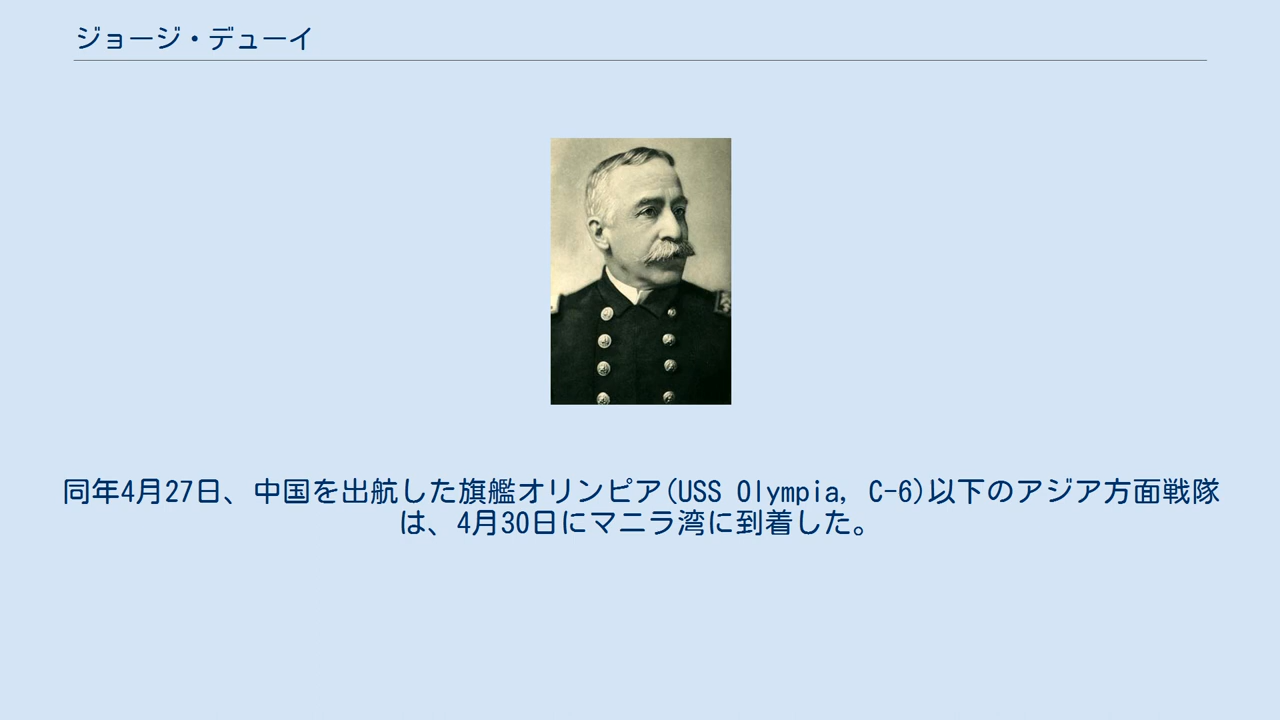 ジョージ・デューイ
同年4月27日、中国を出航した旗艦オリンピア(USS Olympia, C-6)以下のアジア方面戦隊
は、4月30日にマニラ湾に到着した。